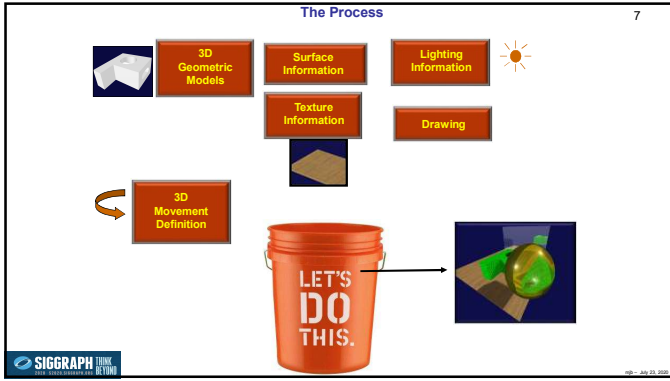 The Process
7
3D
Geometric
Models
Surface
Information
Lighting
Information
Texture
Information
Drawing
3D
Movement
Definition
LET'S
DO
THIS.
SIGGRAPH THINK
BEYOND
mjb – July 23, 2020